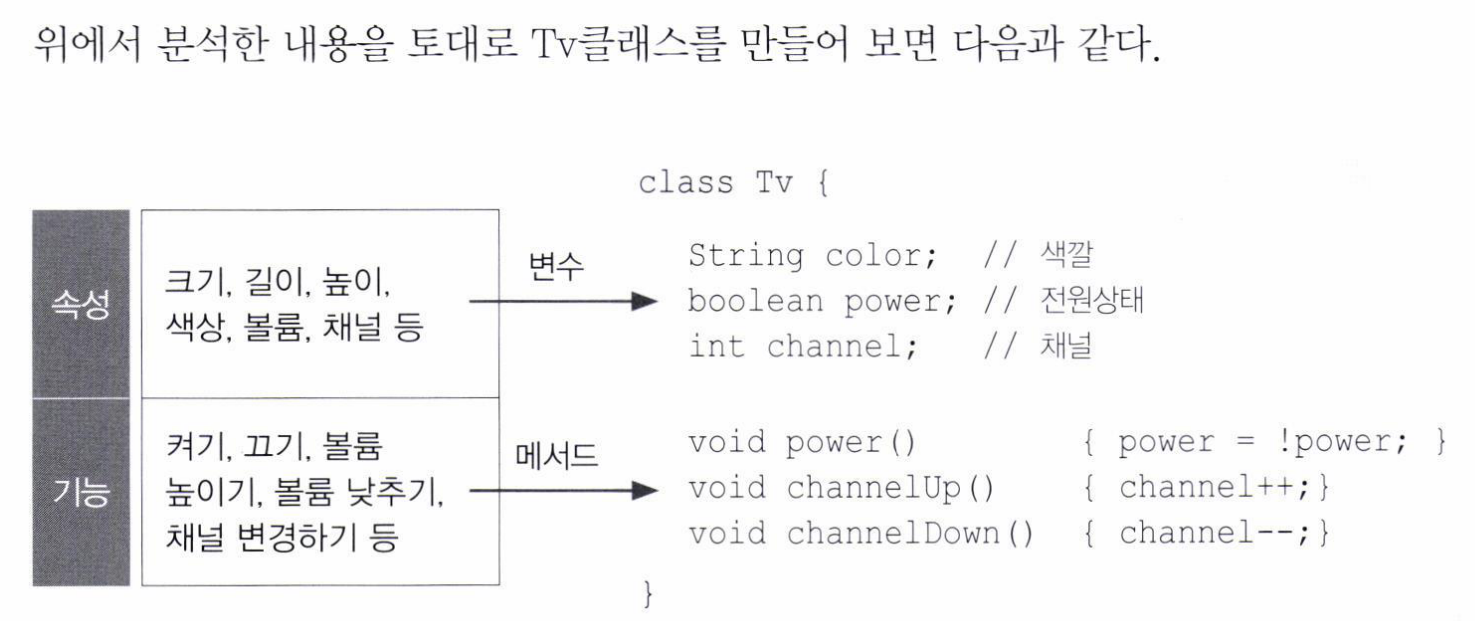 위에서 분석한 내용을 토대로 Tv클래스를 만들어 보면 다음과 같다.
class Tv {
속성
크기, 길이, 높이,
색상, 볼륨, 채널 등
변수
String color; // 색깔
boolean power; // 전원상태
int channel; // 채널
기능
켜기, 끄기, 볼륨
높이기, 볼륨 낮추기,
채널 변경하기 등
메서드
void power() { power = !power; }
void channelUp() { channel++;}
void channelDown() { channel--;}
}